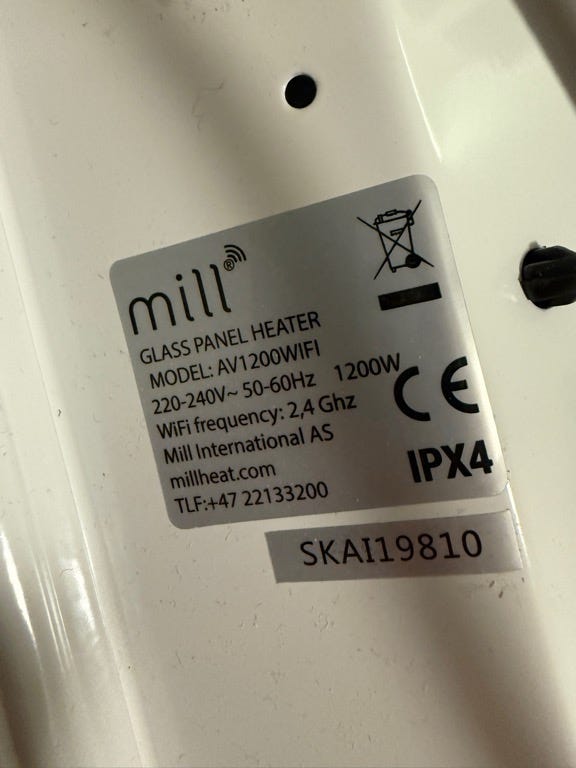 mill®
GLASS PANEL HEATER
MODEL: AV1200WIFI
220-240V~ 50-60Hz 1200W
WiFi frequency: 2,4 Ghz
Mill International AS
millheat.com
TLF:+47 22133200
CE
IPX4
SKAI19810